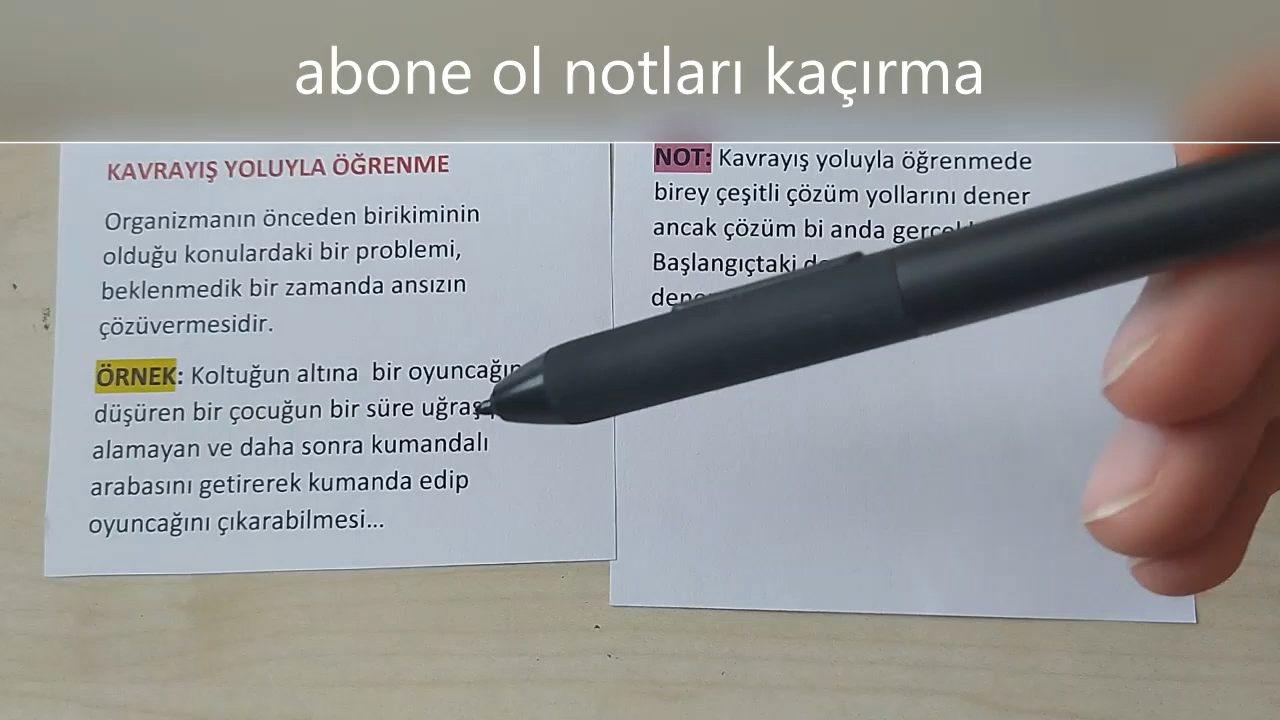 abone ol notları kaçırma
KAVRAYIŞ YOLUYLA ÖĞRENME
Organizmanın önceden birikiminin
olduğu konulardaki bir problemi,
beklenmedik bir zamanda ansızın
çözüvermesidir.
ÖRNEK: Koltuğun altına bir oyuncağın
düşüren bir çocuğun bir süre
alamayan ve daha sonra kumandalı
arabasını getirerek kumanda edip
oyuncağını çıkarabilmesi...
NOT: Kavrayış yoluyla öğrenmede
birey çeşitli çözüm yollarını dener
ancak çözüm bi anda
Başlangıçtaki